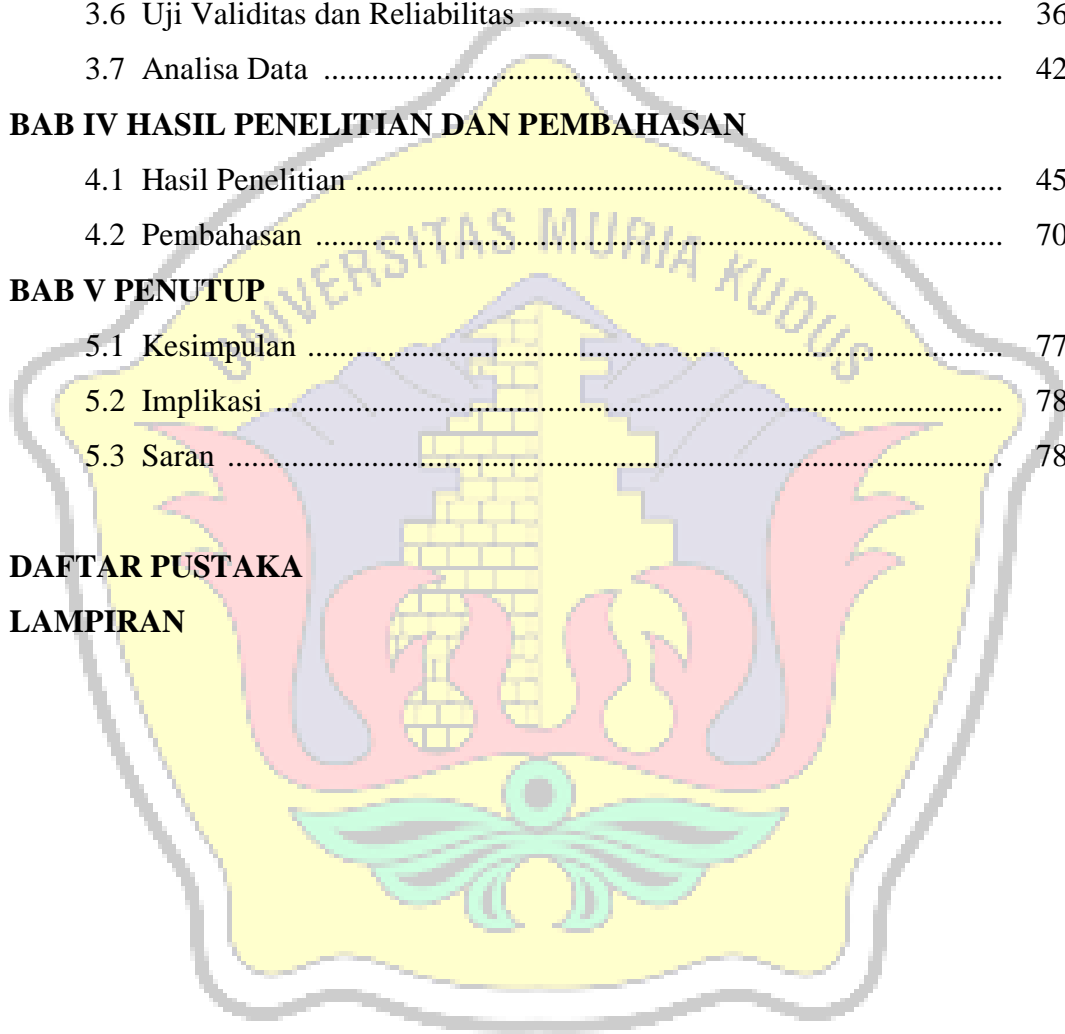 3.6 Uji Validitas dan Reliabilitas ........................................................... 36
3.7 Analisa Data .................................................................................... 42
BAB IV HASIL PENELITIAN DAN PEMBAHASAN
4.1 Hasil Penelitian ................................................................................ 45
4.2 Pembahasan ..................................................................................... 70
BAB V PENUTUP
5.1 Kesimpulan ...................................................................................... 77
5.2 Implikasi .......................................................................................... 78
5.3 Saran ................................................................................................ 78
DAFTAR PUSTAKA
LAMPIRAN
UNIVERSITAS MURIA KUDUS